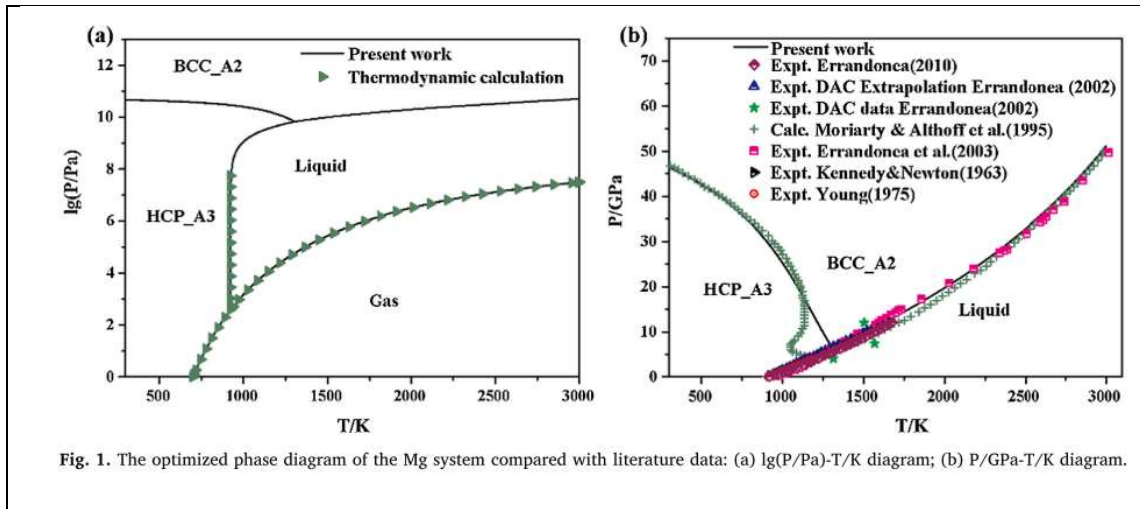 (a)
Present work
Thermodynamic calculation
BCC_A2
Liquid
HCP_A3
Gas
lg(P/Pa)
12
10
8
6
4
2
0
500 1000 1500 2000 2500 3000
T/K
(b)
Present work
Expt. Errandonca(2010)
Expt. DAC Extrapolation Errandonea (2002)
Expt. DAC data Errandonea(2002)
Calc. Moriarty & Althoff et al.(1995)
Expt. Errandonca et al.(2003)
Expt. Kennedy&Newton(1963)
Expt. Young(1975)
BCC_A2
HCP_A3
Liquid
P/GPa
70
60
50
40
30
20
10
0
500 1000 1500 2000 2500 3000
T/K
Fig. 1. The optimized phase diagram of the Mg system compared with literature data: (a) lg(P/Pa)-T/K diagram; (b) P/GPa-T/K diagram.